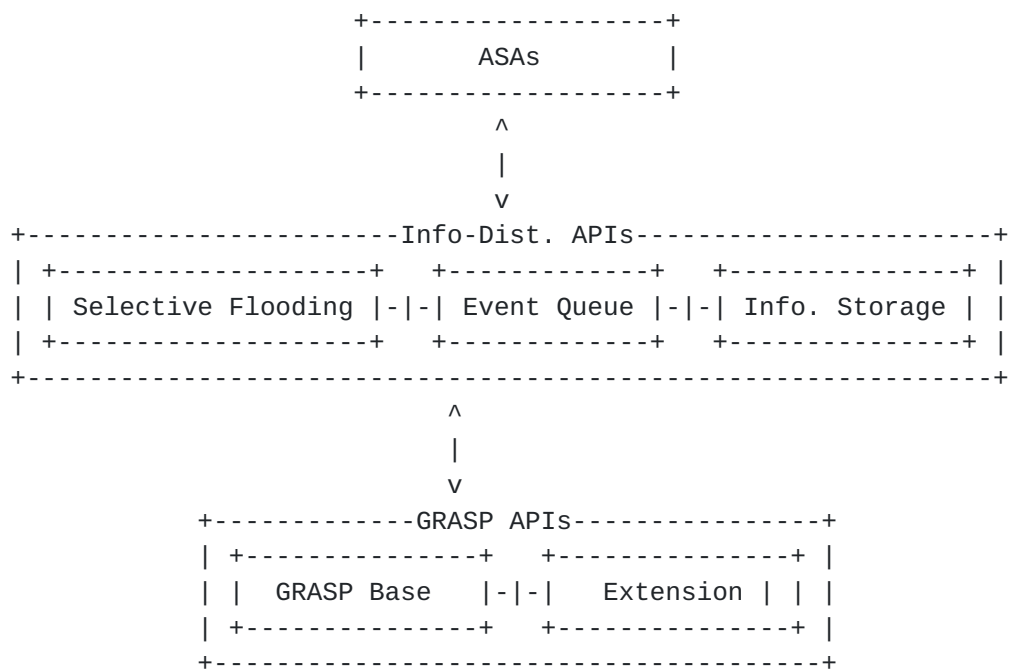 ASAs
Info-Dist. APIs
Selective Flooding Event Queue Info. Storage
GRASP APIs
GRASP Base Extension